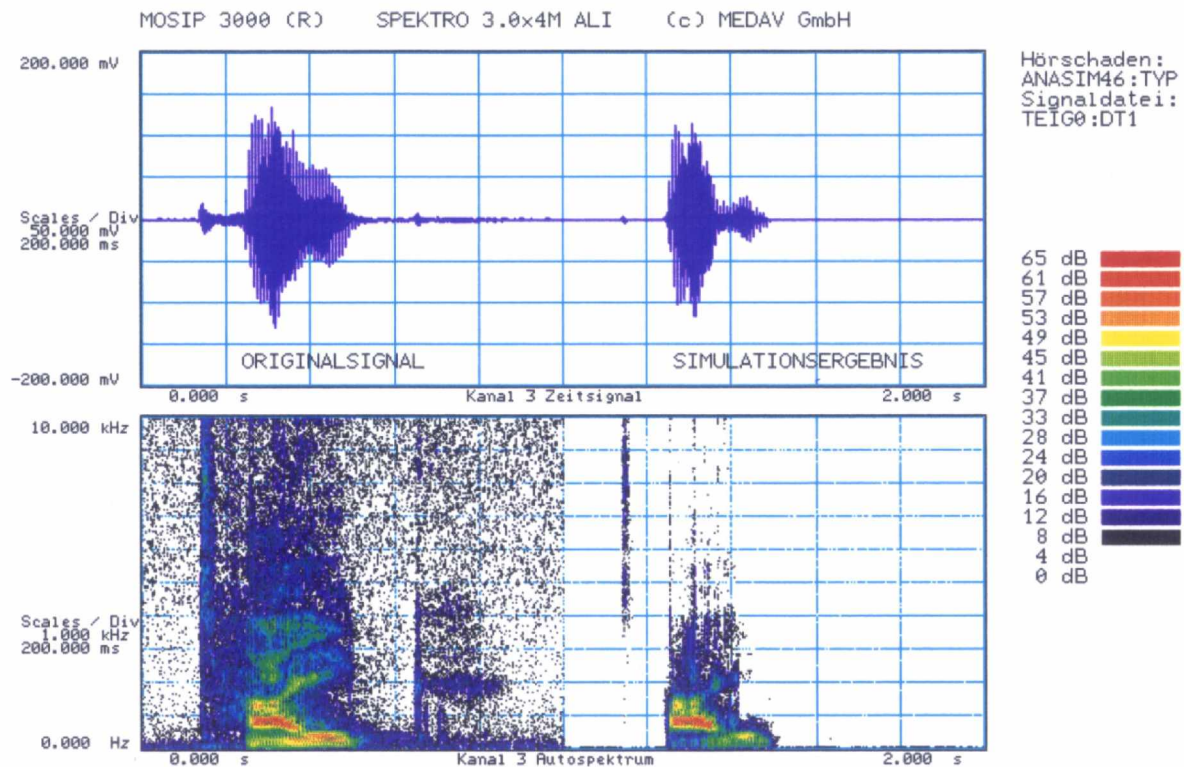 MOSIP 3000 (R) SPEKTRO 3.0x4M ALI (c) MEDAV GmbH
200.000 mV
Hörschaden:
ANASIM46:TYP
Signaldatei:
TEIG0:DT1
Scales / Div
50.000 mV
200.000 ms
ORIGINALSIGNAL SIMULATIONSERGEBNIS
-200.000 mV
0.000 s Kanal 3 Zeitsignal 2.000 s
10.000 kHz
65 dB
61 dB
57 dB
53 dB
49 dB
45 dB
41 dB
37 dB
33 dB
28 dB
24 dB
20 dB
16 dB
12 dB
8 dB
4 dB
0 dB
Scales / Div
1.000 kHz
200.000 ms
0.000 Hz
0.000 s Kanal 3 Autospektrum 2.000 s